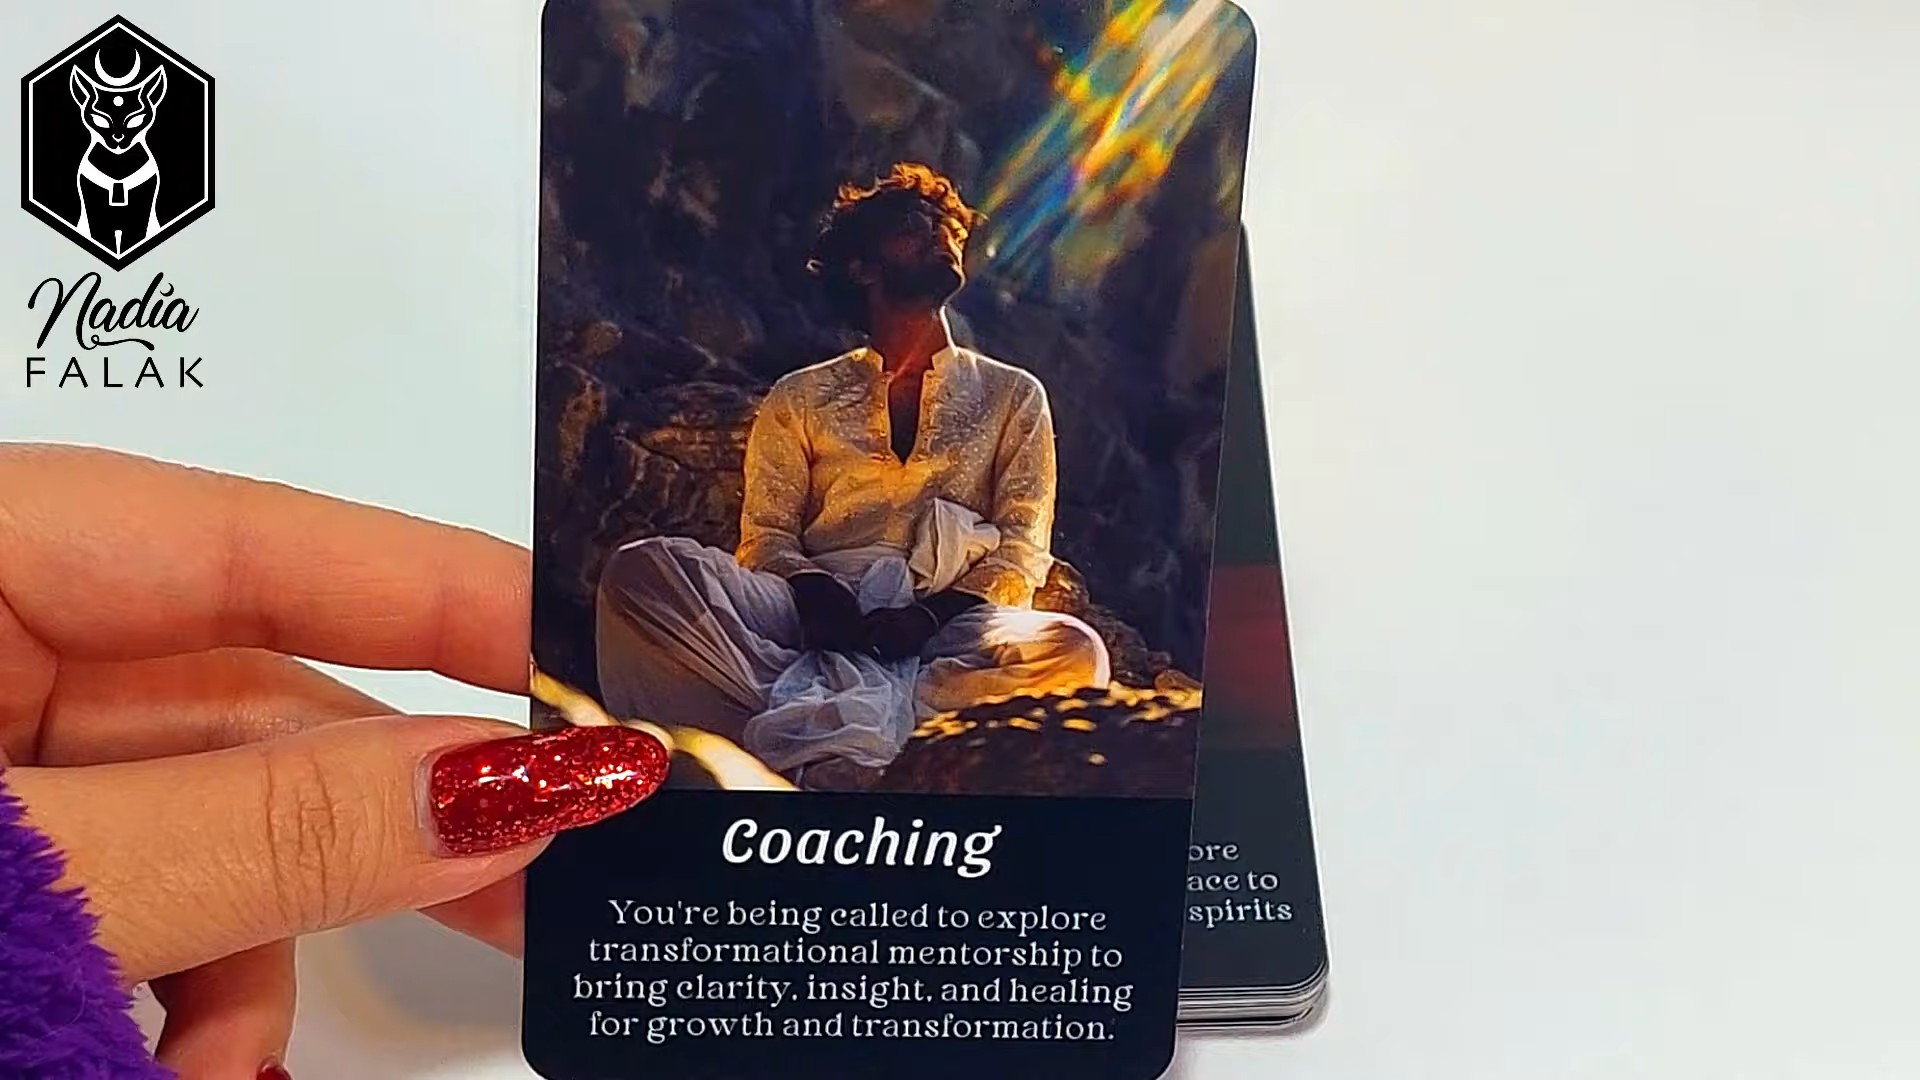 Nadia
FALAK
Coaching
You're being called to explore
transformational mentorship to
bring clarity, insight, and healing
for growth and transformation.
ore
ace to
spirits